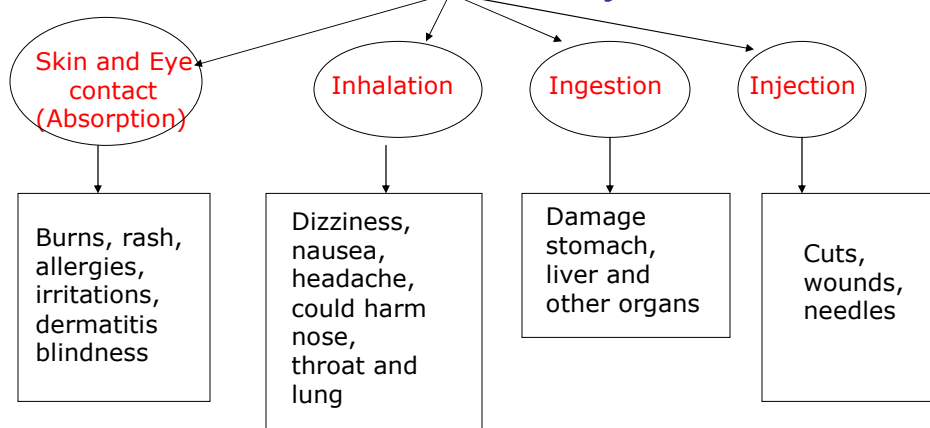 Skin and Eye
contact
(Absorption)
Inhalation
Ingestion
Injection
Burns, rash,
allergies,
irritations,
dermatitis
blindness
Dizziness,
nausea,
headache,
could harm
nose,
throat and
lung
Damage
stomach,
liver and
other organs
Cuts,
wounds,
needles